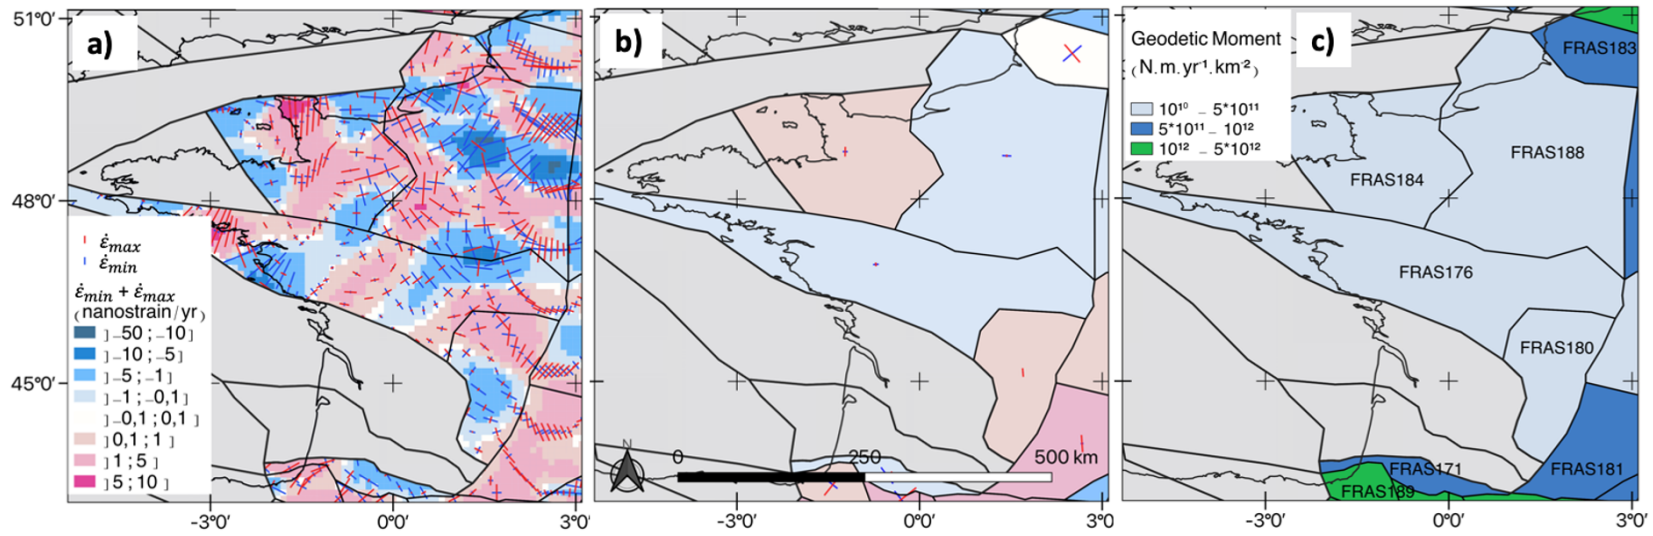 a)
51°0′
48°0′
45°0′
ε̇max
ε̇min
ε̇min + ε̇max
(nanostrain/yr)
]–50 ; –10]
]–10 ; –5]
]–5 ; –1]
]–1 ; –0,1]
]–0,1 ; 0,1]
]0,1 ; 1]
]1 ; 5]
]5 ; 10]
-3°0′
0°0′
3°0′
b)
N
0
250
500 km
-3°0′
0°0′
3°0
c)
Geodetic Moment
(N.m.yr⁻¹.km⁻²)
10¹⁰ – 5*10¹¹
5*10¹¹ – 10¹²
10¹² – 5*10¹²
FRAS183
FRAS188
FRAS184
FRAS176
FRAS180
FRAS171
FRAS181
FRAS189
-3°0′
0°0′
3°0′